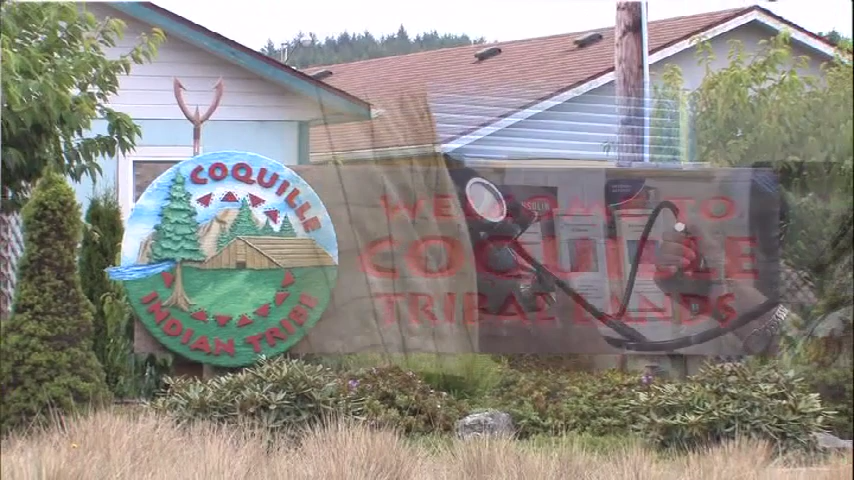 COQUILLE
INDIAN TRIBE
WELCOME TO
COQUILLE
TRIBAL LANDS